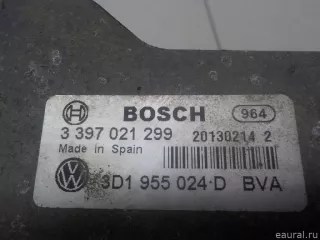 BOSCH 964
3 397 021 299 20130214 2
Made in Spain
3D1 955 024·D BVA
eaural.ru